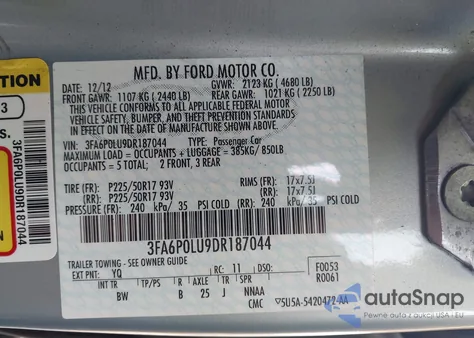 TION
3
S.
3FA6P0LU9DR187044
MFD. BY FORD MOTOR CO.
DATE: 12/12 GVWR: 2123 KG ( 4680 LB)
FRONT GAWR: 1107 KG ( 2440 LB) REAR GAWR: 1021 KG ( 2250 LB)
THIS VEHICLE CONFORMS TO ALL APPLICABLE FEDERAL MOTOR
VEHICLE SAFETY, BUMPER, AND THEFT PREVENTION STANDARDS
IN EFFECT ON THE DATE OF MANUFACTURE SHOWN ABOVE.
VIN: 3FA6P0LU9DR187044 TYPE: Passenger Car
MAXIMUM LOAD = OCCUPANTS + LUGGAGE = 385KG/850LB
OCCUPANTS = 5 TOTAL; 2 FRONT, 3 REAR
TIRE (FR): P225/50R17 93V RIMS (FR): 17x7.5J
TIRE (RR): P225/50R17 93V (RR): 17x7.5J
PRESSURE (FR): 240 kPa/ 35 PSI COLD (RR): 240 kPa/ 35 PSI COLD
3FA6P0LU9DR187044
TRAILER TOWING - SEE OWNER GUIDE
F0053
R0061
EXT PNT: YQ RC: 11 DSO:
INT TR TP/PS R AXLE TR SPR
BW B 25 J NNAA
CMC 5U5A-5420472-AA
autoSnap
Pewne auto z USA i EU